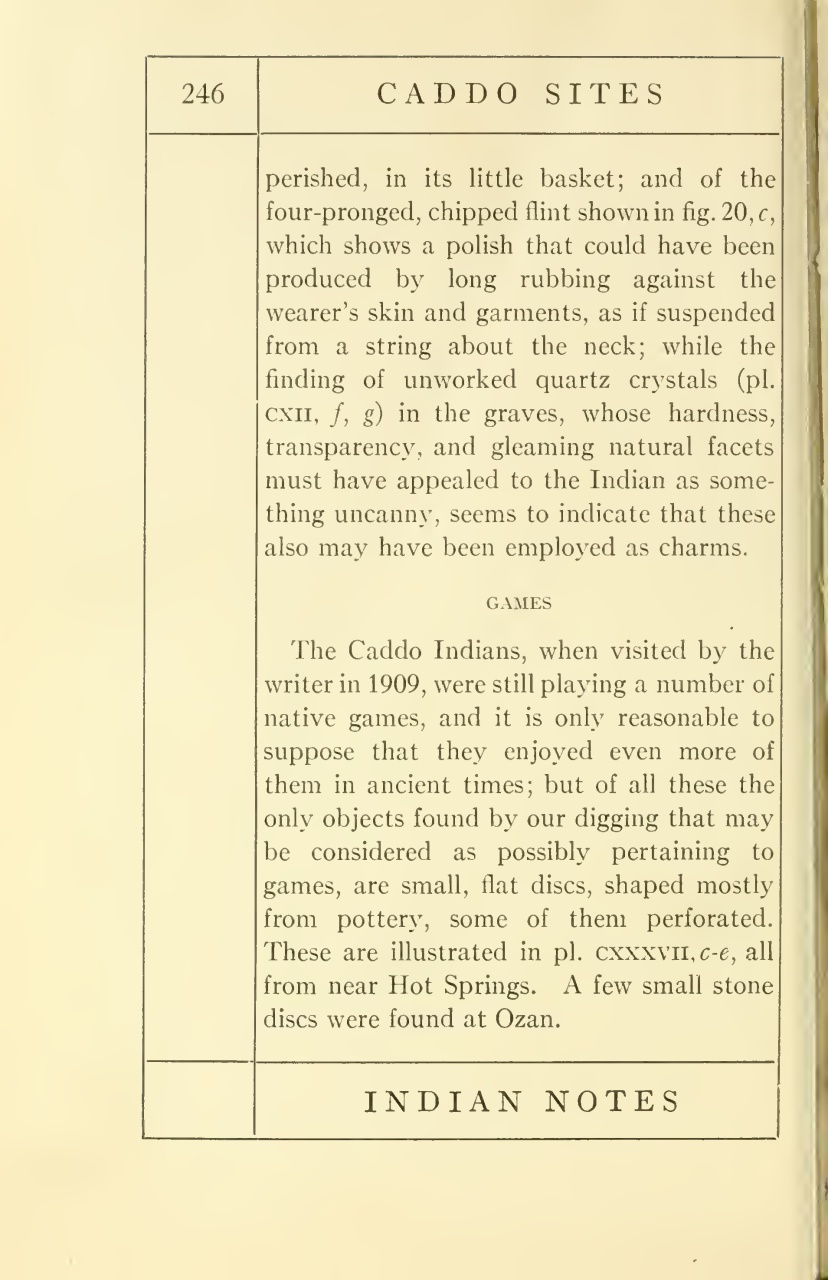 246
CADDO SITES
perished, in its little basket; and of the
four-pronged, chipped flint shown in fig. 20, c,
which shows a polish that could have been
produced by long rubbing against the
wearer's skin and garments, as if suspended
from a string about the neck; while the
finding of unworked quartz crystals (pl.
CXII, f, g) in the graves, whose hardness,
transparency, and gleaming natural facets
must have appealed to the Indian as some-
thing uncanny, seems to indicate that these
also may have been employed as charms.
GAMES
The Caddo Indians, when visited by the
writer in 1909, were still playing a number of
native games, and it is only reasonable to
suppose that they enjoyed even more of
them in ancient times; but of all these the
only objects found by our digging that may
be considered as possibly pertaining to
games, are small, flat discs, shaped mostly
from pottery, some of them perforated.
These are illustrated in pl. CXXXVII, c-e, all
from near Hot Springs. A few small stone
discs were found at Ozan.
INDIAN NOTES